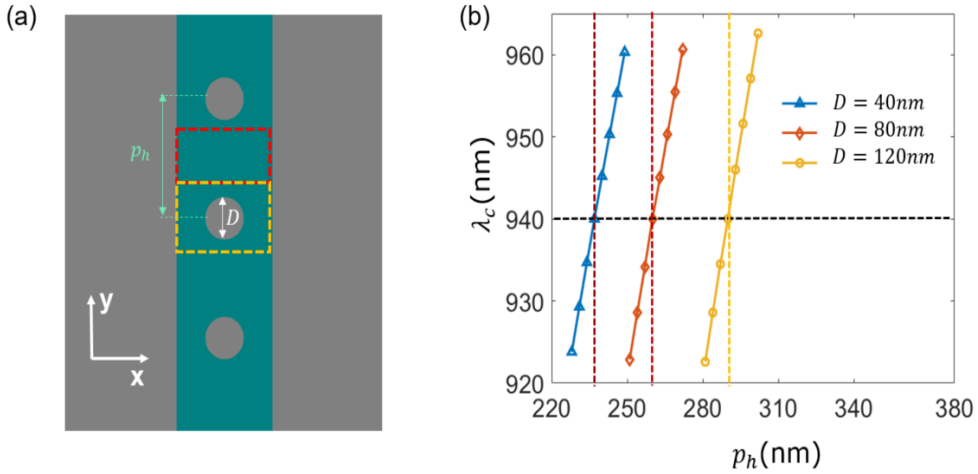 (a)
p_h
D
y
x
(b)
λ_c(nm)
960
950
940
930
920
D = 40nm
D = 80nm
D = 120nm
220 250 280 310 340 380
p_h(nm)